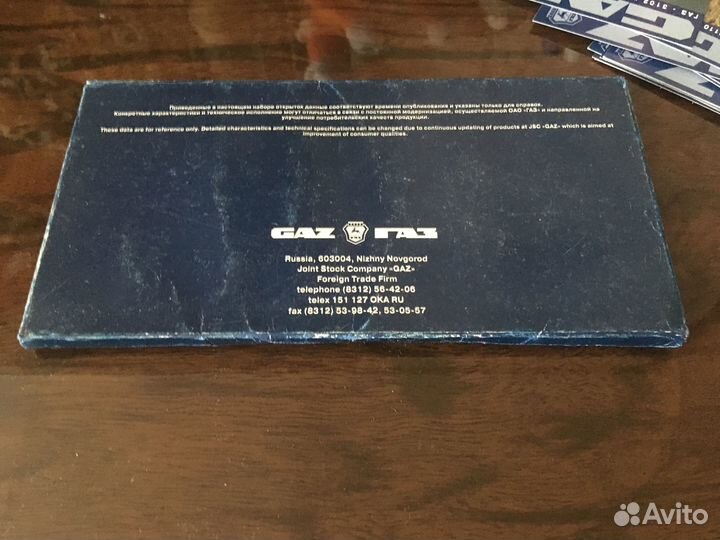 Приведенные в настоящем наборе открыток данные соответствуют времени опубликования и указаны только для справок.
Конкретные характеристики и техническое исполнение могут отличаться в связи с постоянной модернизацией, осуществляемой ОАО «ГАЗ» и направленной на
улучшение потребительских качеств продукции.
These data are for reference only. Detailed characteristics and technical specifications can be changed due to continuous updating of products at JSC «GAZ» which is aimed at
improvement of consumer qualities.
GAZ ГАЗ
Russia, 603004, Nizhny Novgorod
Joint Stock Company «GAZ»
Foreign Trade Firm
telephone (8312) 56-42-06
telex 151 127 OKA RU
fax (8312) 53-98-42, 53-05-57
ГАЗ - 3102
GAZ
Avito